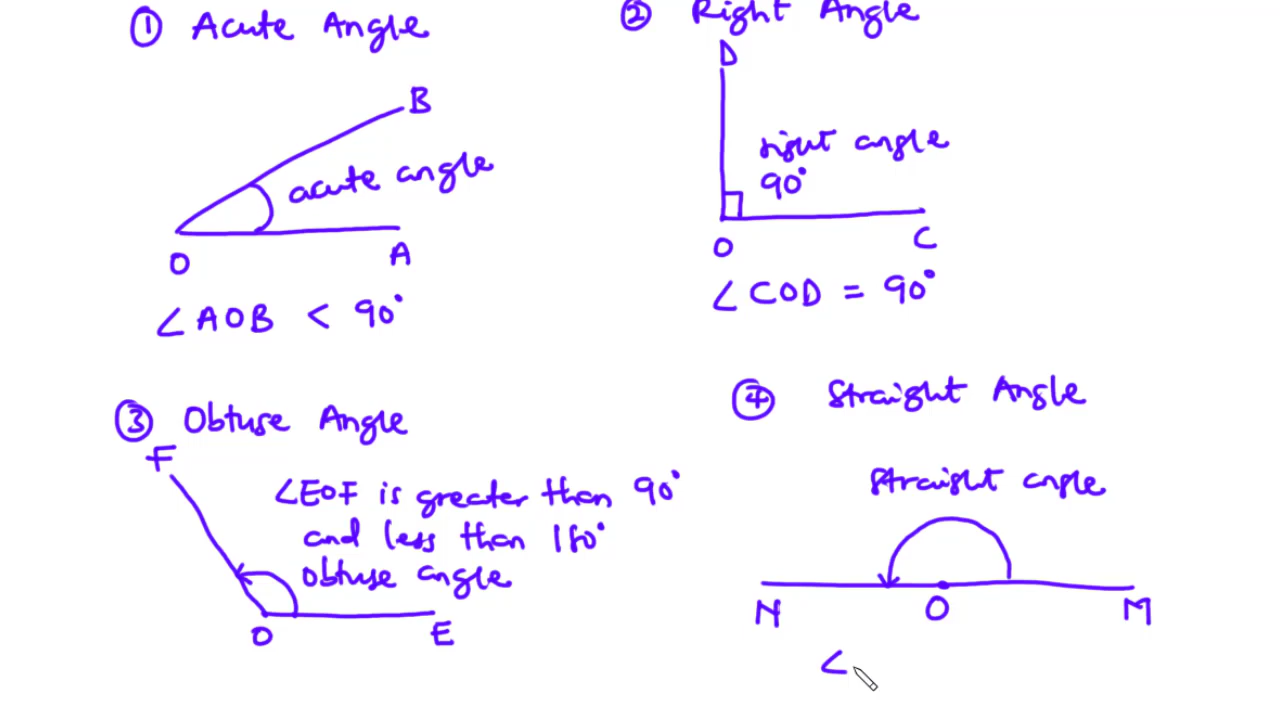 ① Acute Angle
B
acute angle
O
A
∠AOB < 90°
② Right Angle
D
right angle
90°
O
C
∠COD = 90°
③ Obtuse Angle
F
∠EOF is greater than 90°
and less than 180°
obtuse angle
O
E
④ Straight Angle
straight angle
N
O
M
∠